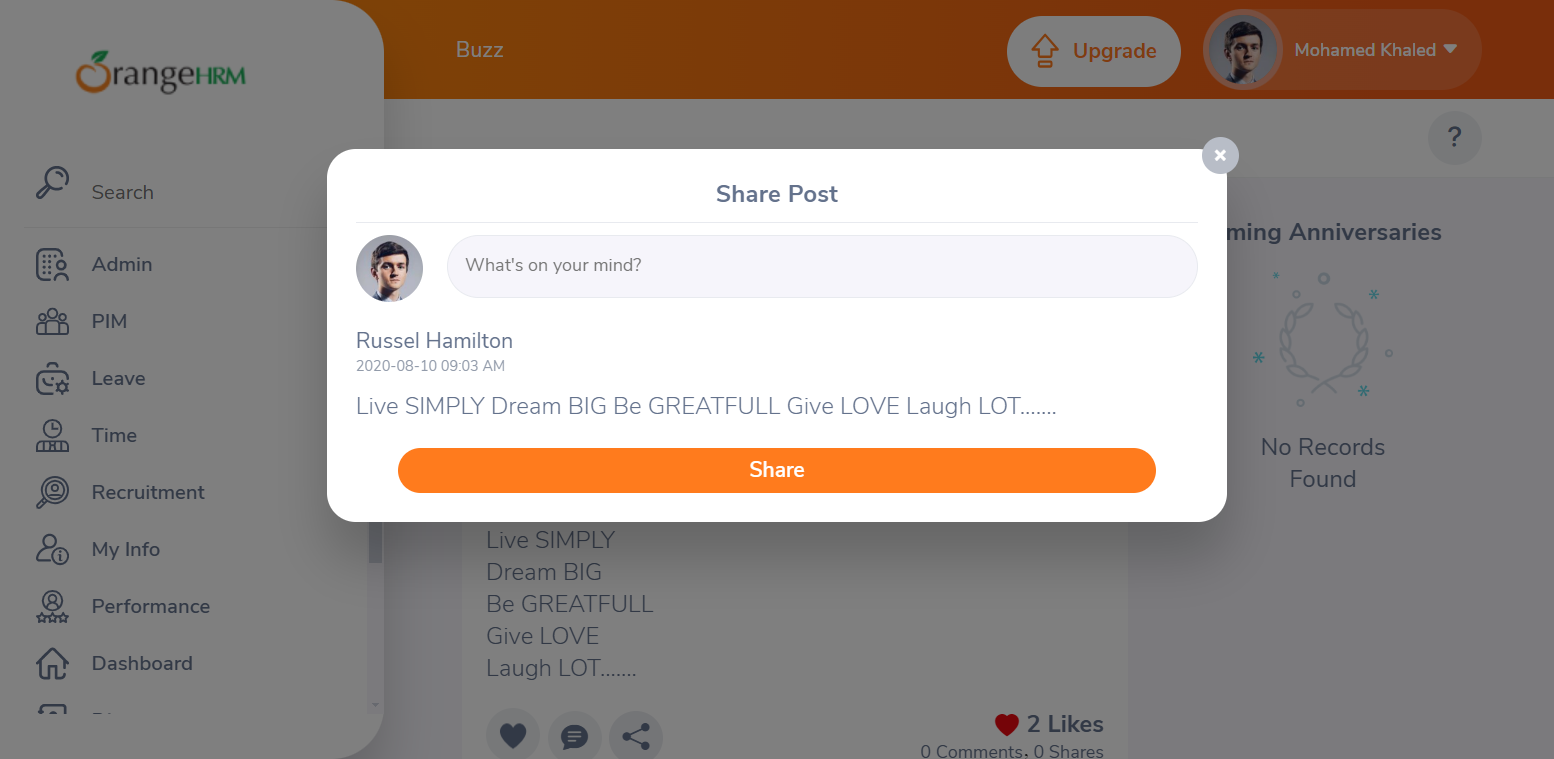 OrangeHRM
Buzz
Upgrade
Mohamed Khaled
?
Search
Admin
PIM
Leave
Time
Recruitment
My Info
Performance
Dashboard
Share Post
What's on your mind?
Russel Hamilton
2020-08-10 09:03 AM
Live SIMPLY Dream BIG Be GREATFULL Give LOVE Laugh LOT.......
Share
Live SIMPLY
Dream BIG
Be GREATFULL
Give LOVE
Laugh LOT.......
2 Likes
0 Comments, 0 Shares
Anniversaries
No Records
Found